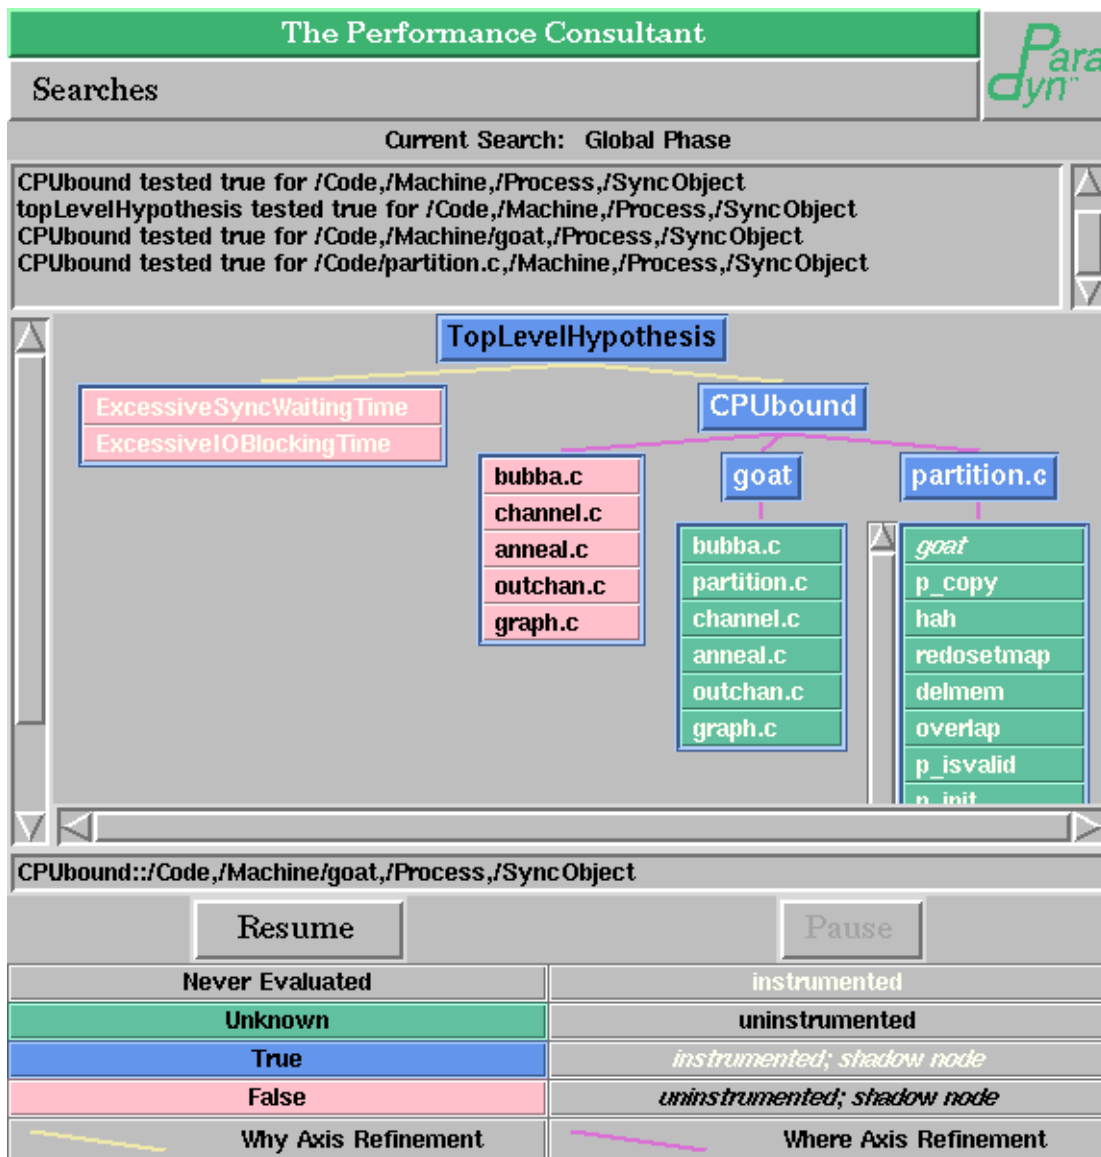 The Performance Consultant
Para
dyn™
Searches
Current Search: Global Phase
CPUbound tested true for /Code,/Machine,/Process,/SyncObject
topLevelHypothesis tested true for /Code,/Machine,/Process,/SyncObject
CPUbound tested true for /Code,/Machine/goat,/Process,/SyncObject
CPUbound tested true for /Code/partition.c,/Machine,/Process,/SyncObject
TopLevelHypothesis
ExcessiveSyncWaitingTime
ExcessiveIOBlockingTime
CPUbound
bubba.c
channel.c
anneal.c
outchan.c
graph.c
goat
bubba.c
partition.c
channel.c
anneal.c
outchan.c
graph.c
partition.c
goat
p_copy
hah
redosetmap
delmem
overlap
p_isvalid
p_init
CPUbound::/Code,/Machine/goat,/Process,/SyncObject
Resume
Pause
Never Evaluated
instrumented
Unknown
uninstrumented
True
instrumented; shadow node
False
uninstrumented; shadow node
Why Axis Refinement
Where Axis Refinement